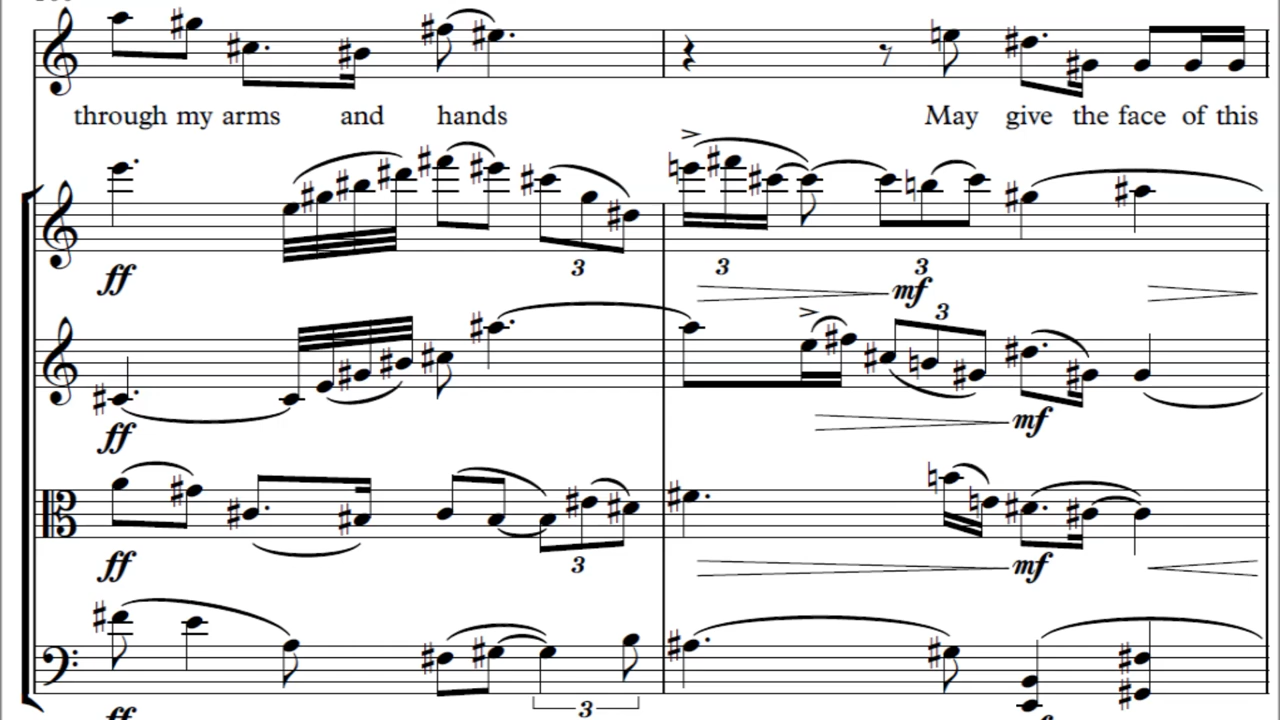 through my arms and hands May give the face of this
ff 3 3 3 mf
3
ff mf
ff 3 mf
3
ff